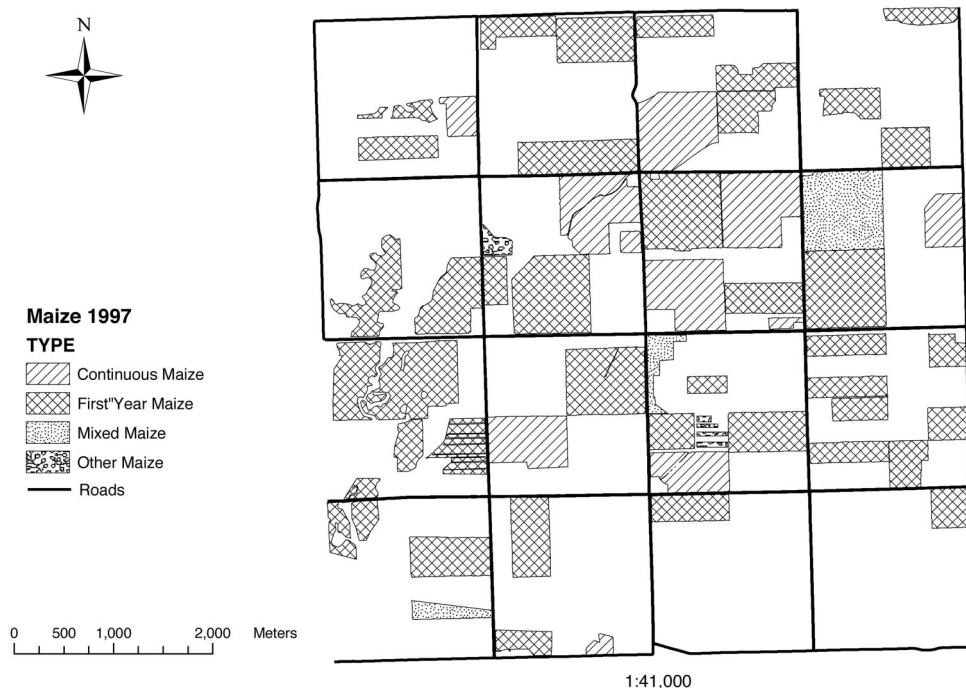 N
Maize 1997
TYPE
Continuous Maize
First"Year Maize
Mixed Maize
Other Maize
Roads
0 500 1,000 2,000 Meters
1:41,000